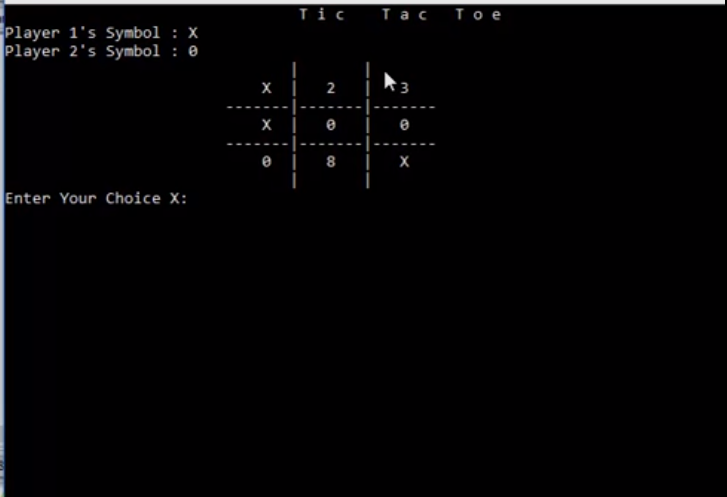 T i c   T a c   T o e
Player 1's Symbol : X
Player 2's Symbol : 0
| |
X | 2 | 3
-------|-------|-------
X | 0 | 0
-------|-------|-------
0 | 8 | X
| |
Enter Your Choice X: